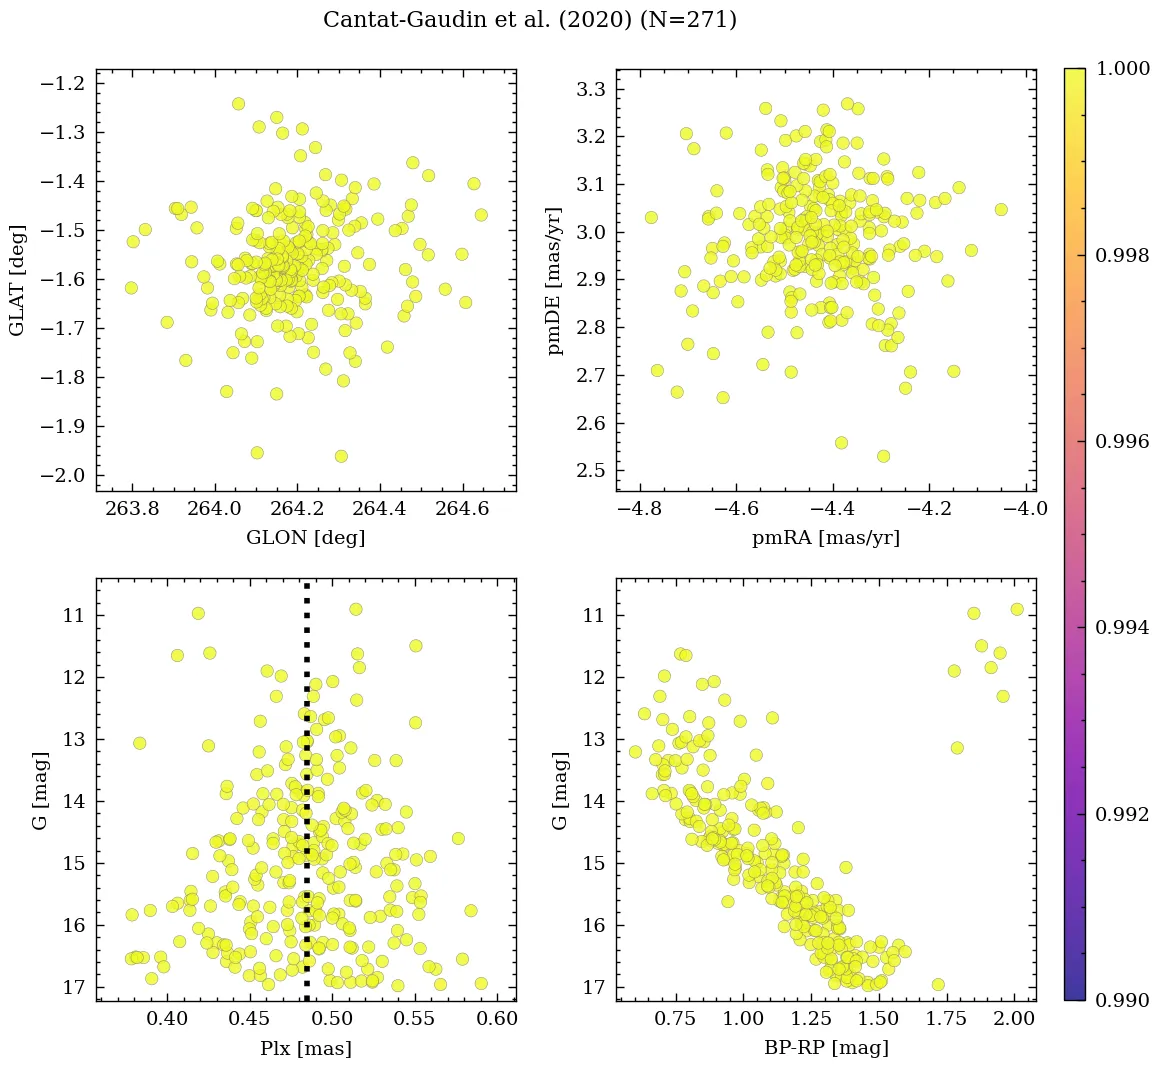 Cantat-Gaudin et al. (2020) (N=271)
−1.2
−1.3
−1.4
−1.5
−1.6
−1.7
−1.8
−1.9
−2.0
GLAT [deg]
263.8 264.0 264.2 264.4 264.6
GLON [deg]
3.3
3.2
3.1
3.0
2.9
2.8
2.7
2.6
2.5
pmDE [mas/yr]
−4.8 −4.6 −4.4 −4.2 −4.0
pmRA [mas/yr]
11
12
13
14
15
16
17
G [mag]
0.40 0.45 0.50 0.55 0.60
Plx [mas]
11
12
13
14
15
16
17
G [mag]
0.75 1.00 1.25 1.50 1.75 2.00
BP-RP [mag]
1.000
0.998
0.996
0.994
0.992
0.990